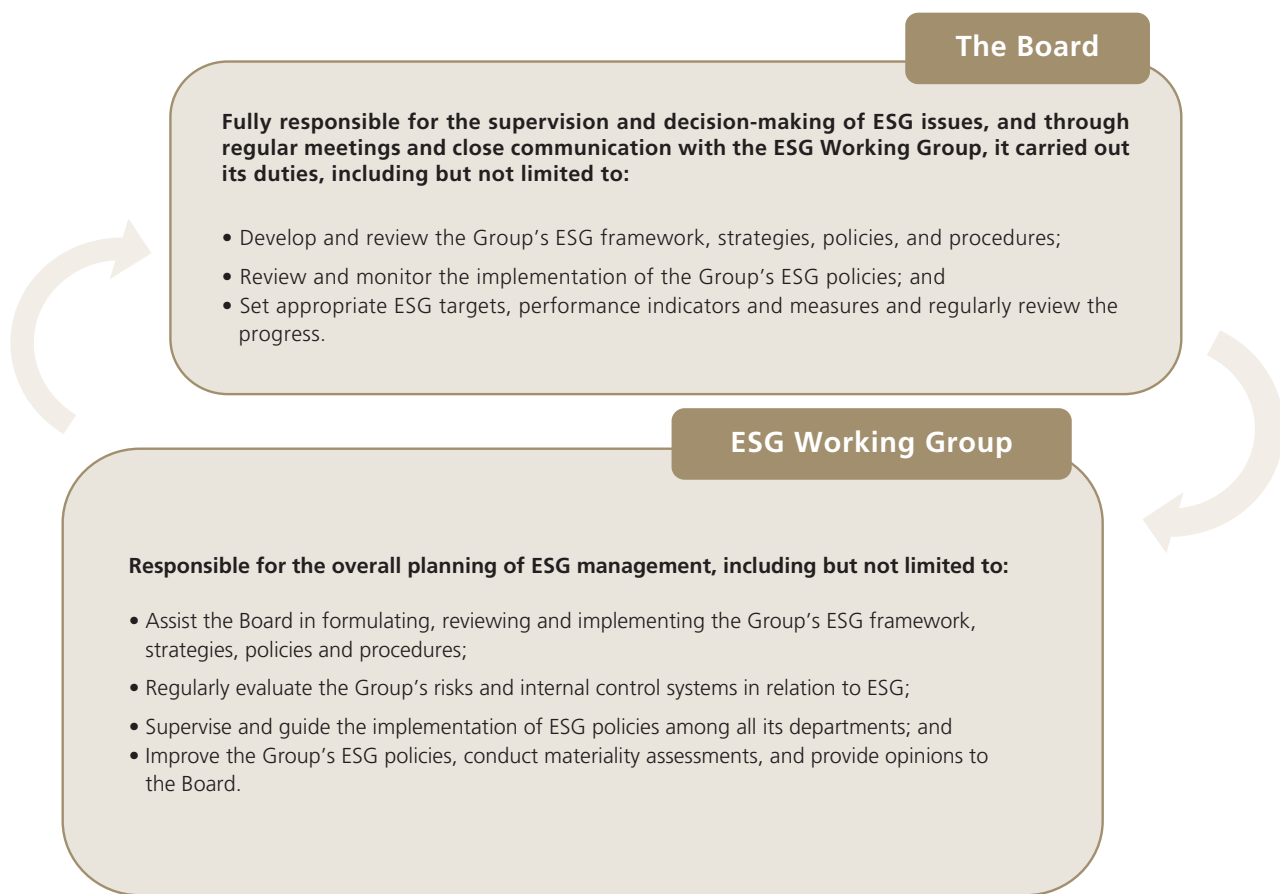 The Board
Fully responsible for the supervision and decision-making of ESG issues, and through
regular meetings and close communication with the ESG Working Group, it carried out
its duties, including but not limited to:
• Develop and review the Group’s ESG framework, strategies, policies, and procedures;
• Review and monitor the implementation of the Group’s ESG policies; and
• Set appropriate ESG targets, performance indicators and measures and regularly review the
progress.
ESG Working Group
Responsible for the overall planning of ESG management, including but not limited to:
• Assist the Board in formulating, reviewing and implementing the Group’s ESG framework,
strategies, policies and procedures;
• Regularly evaluate the Group’s risks and internal control systems in relation to ESG;
• Supervise and guide the implementation of ESG policies among all its departments; and
• Improve the Group’s ESG policies, conduct materiality assessments, and provide opinions to
the Board.